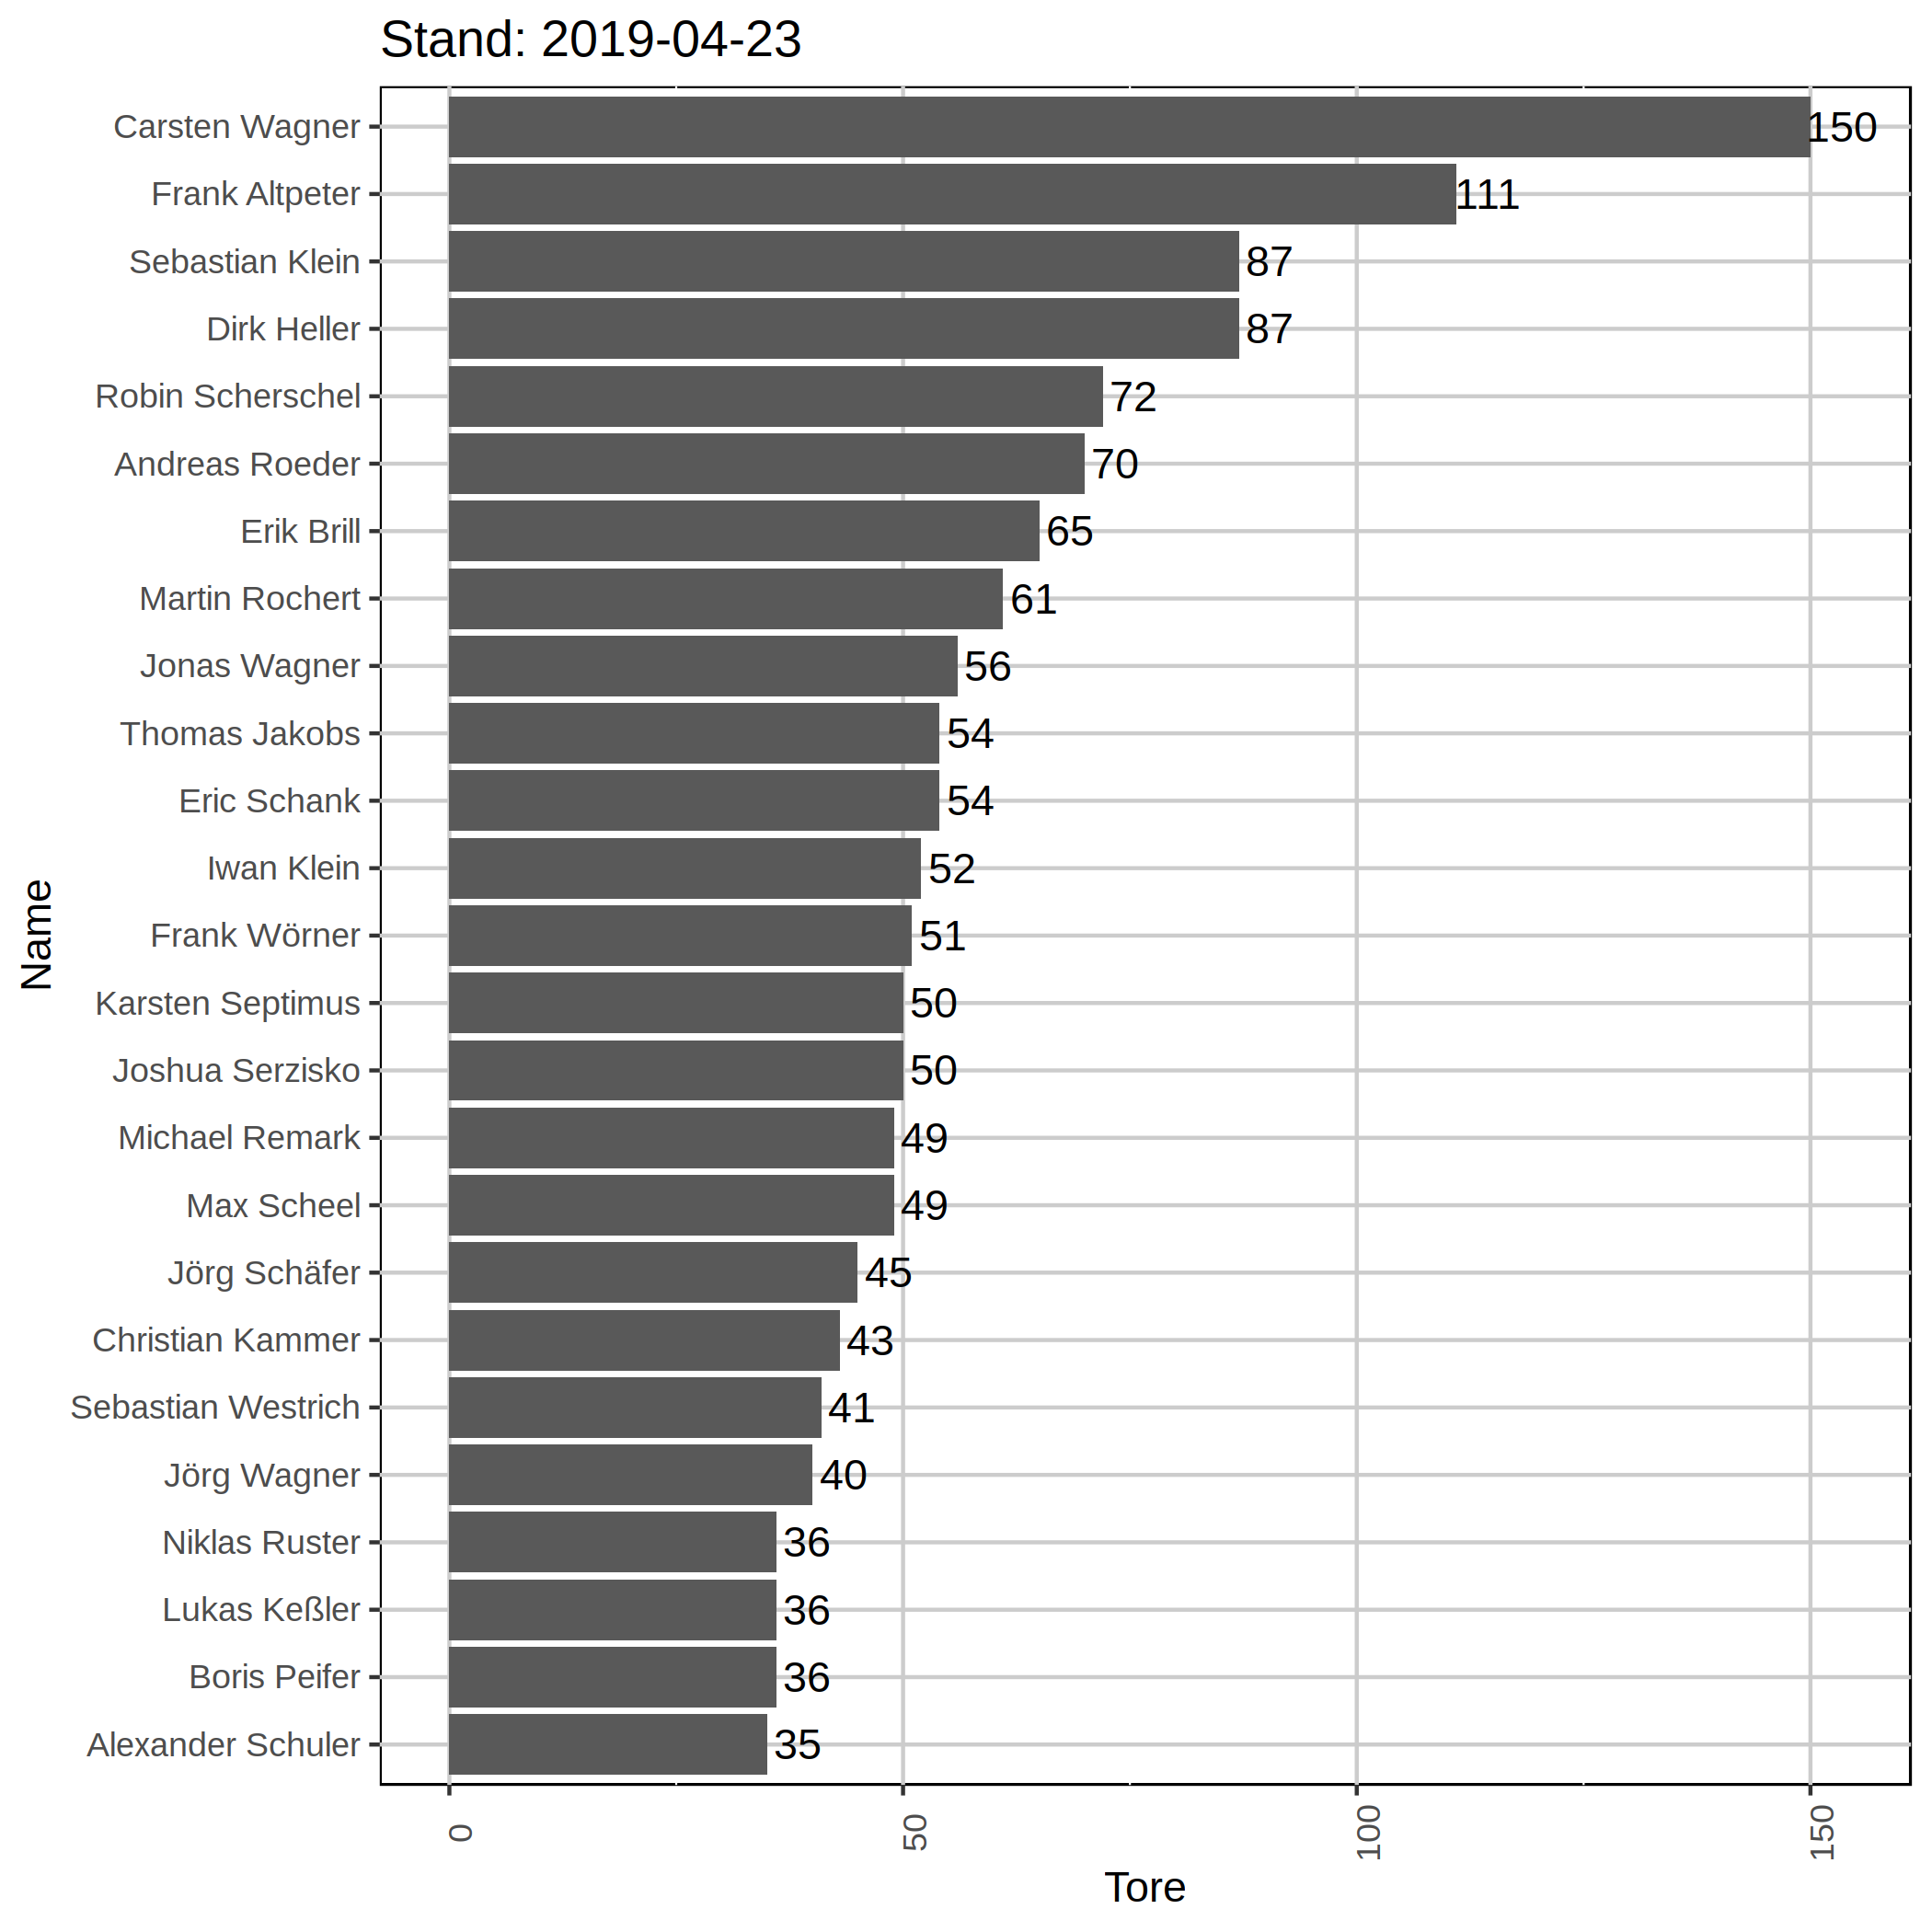 Stand: 2019-04-23
Name
Carsten Wagner 150
Frank Altpeter 111
Sebastian Klein 87
Dirk Heller 87
Robin Scherschel 72
Andreas Roeder 70
Erik Brill 65
Martin Rochert 61
Jonas Wagner 56
Thomas Jakobs 54
Eric Schank 54
Iwan Klein 52
Frank Wörner 51
Karsten Septimus 50
Joshua Serzisko 50
Michael Remark 49
Max Scheel 49
Jörg Schäfer 45
Christian Kammer 43
Sebastian Westrich 41
Jörg Wagner 40
Niklas Ruster 36
Lukas Keßler 36
Boris Peifer 36
Alexander Schuler 35
0 50 100 150
Tore